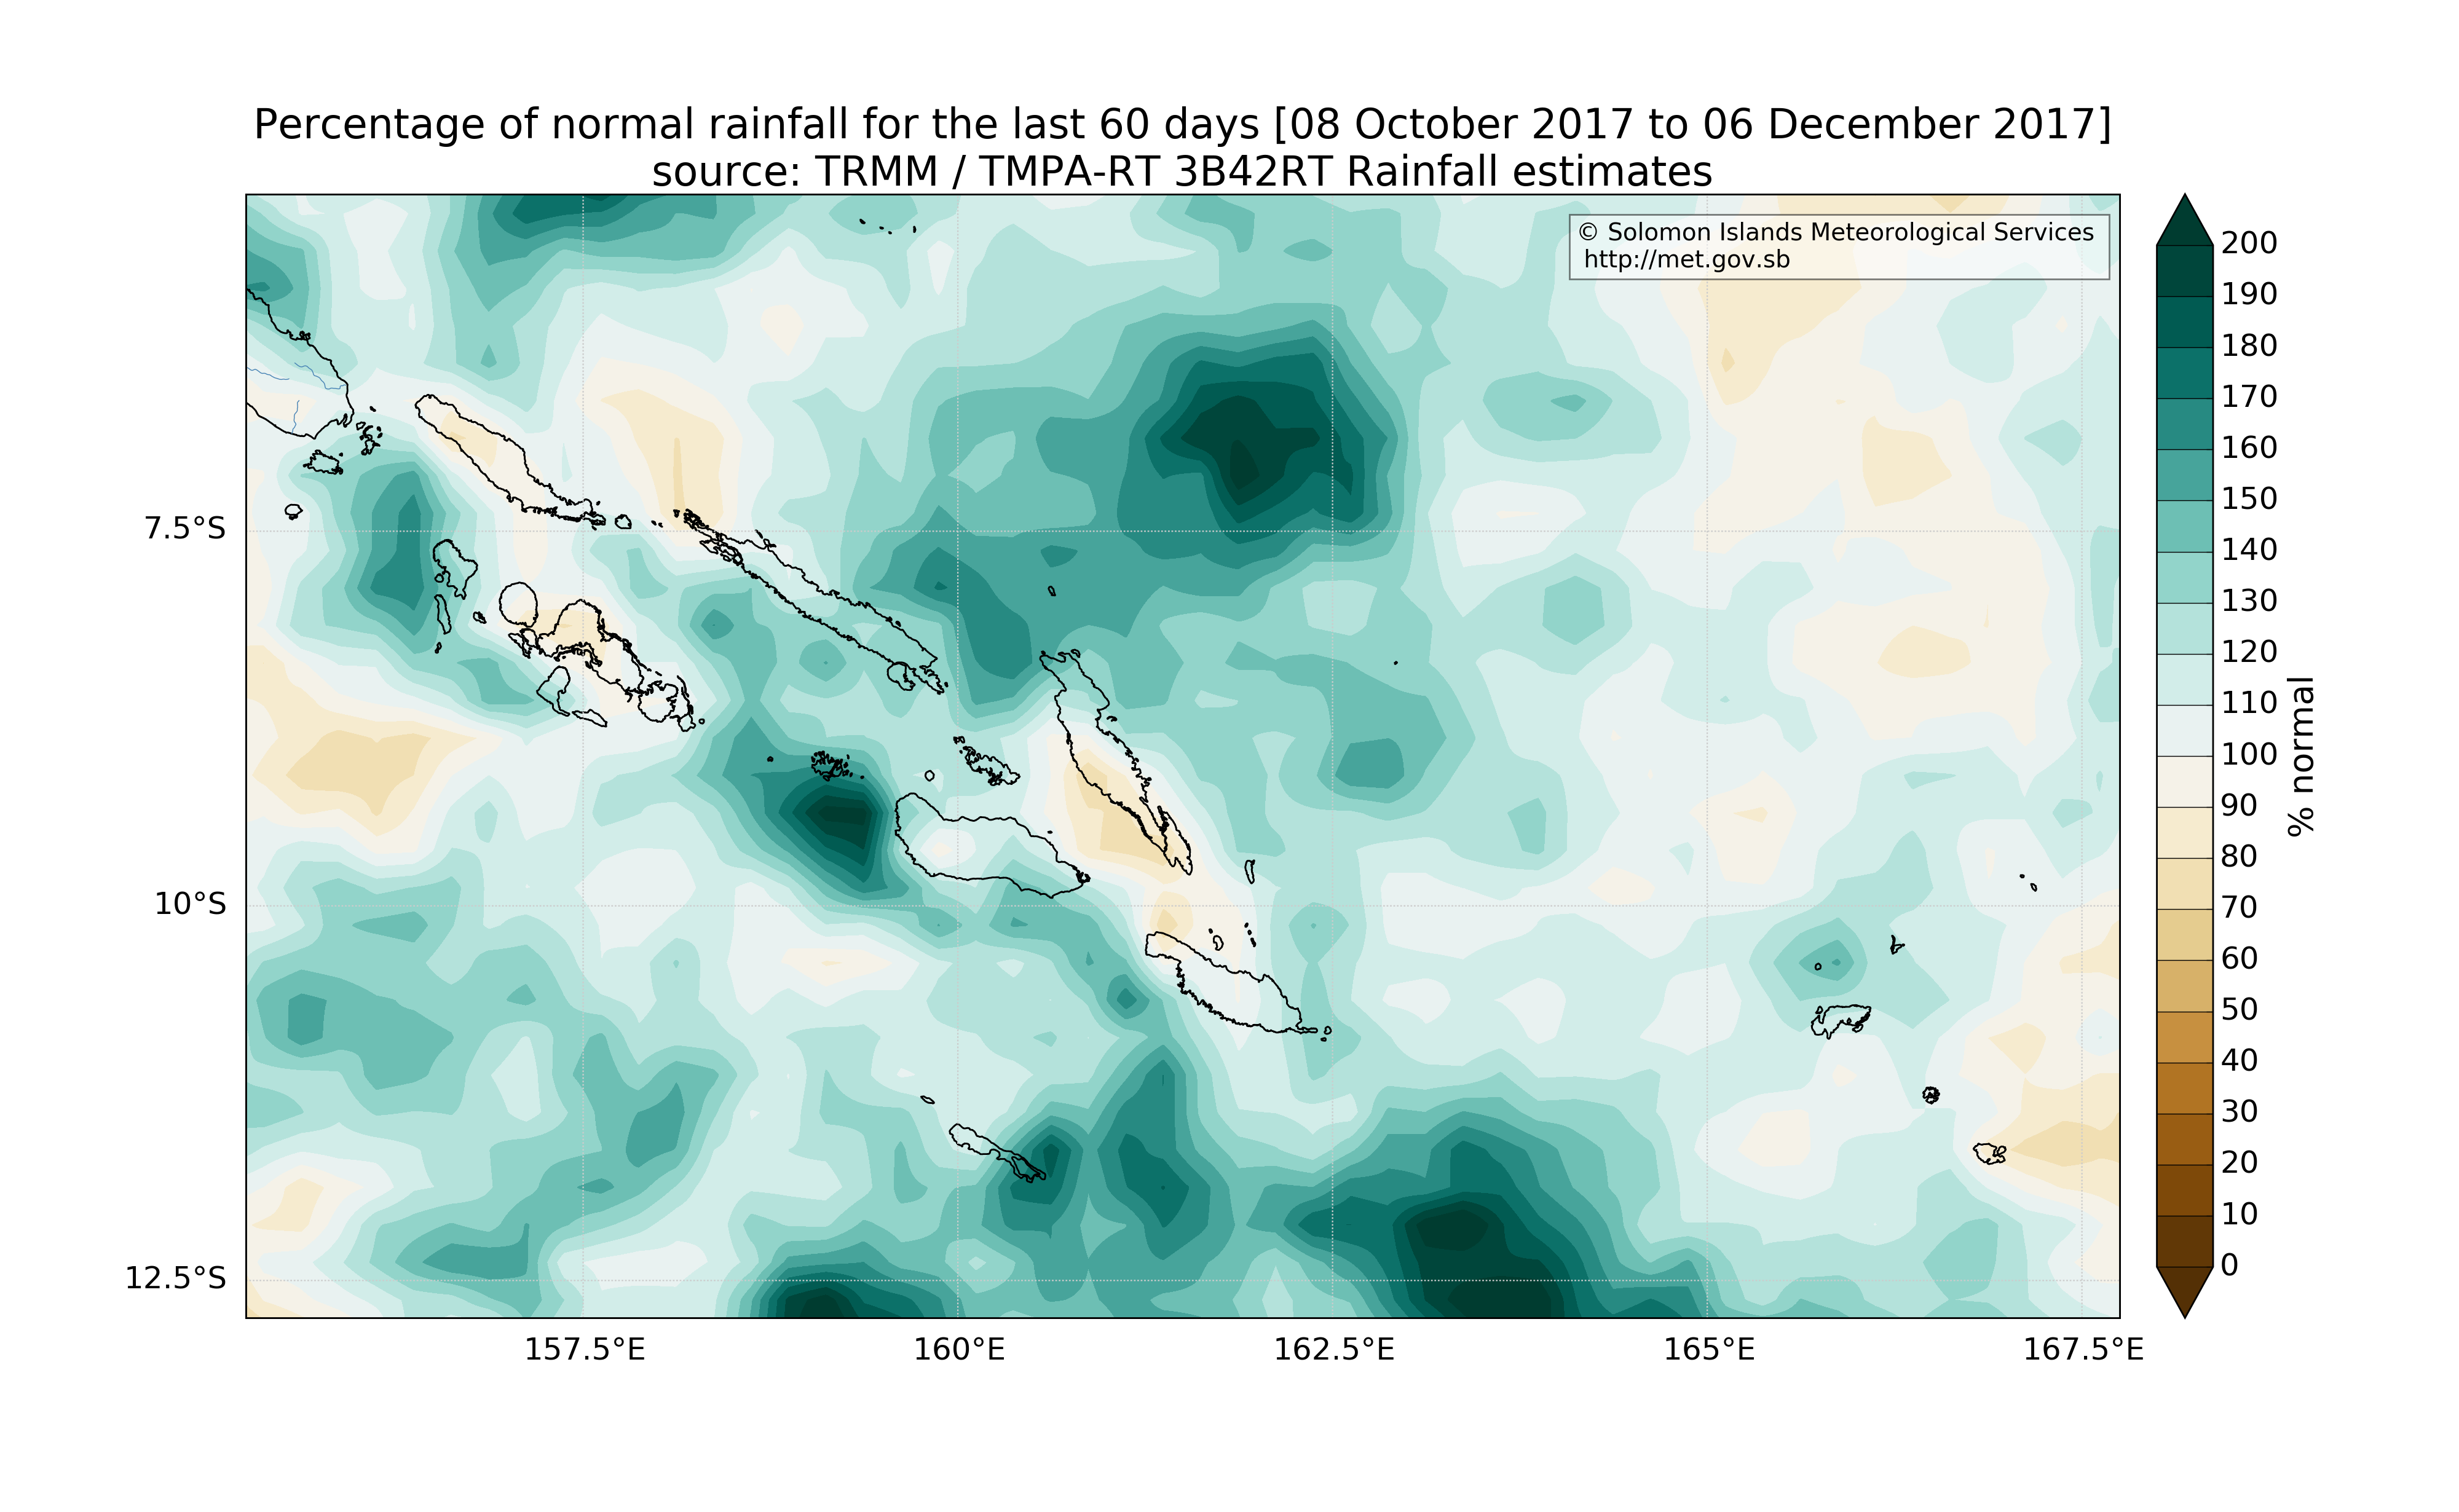 Percentage of normal rainfall for the last 60 days [08 October 2017 to 06 December 2017]
source: TRMM / TMPA-RT 3B42RT Rainfall estimates
© Solomon Islands Meteorological Services
http://met.gov.sb
7.5°S
10°S
12.5°S
157.5°E
160°E
162.5°E
165°E
167.5°E
200
190
180
170
160
150
140
130
120
110
100
90
80
70
60
50
40
30
20
10
0
% normal